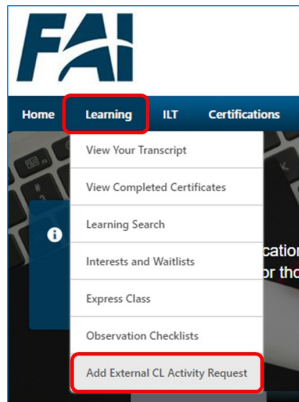 FAI
Home Learning ILT Certifications
View Your Transcript
View Completed Certificates
Learning Search
Interests and Waitlists
Express Class
Observation Checklists
Add External CL Activity Request
i